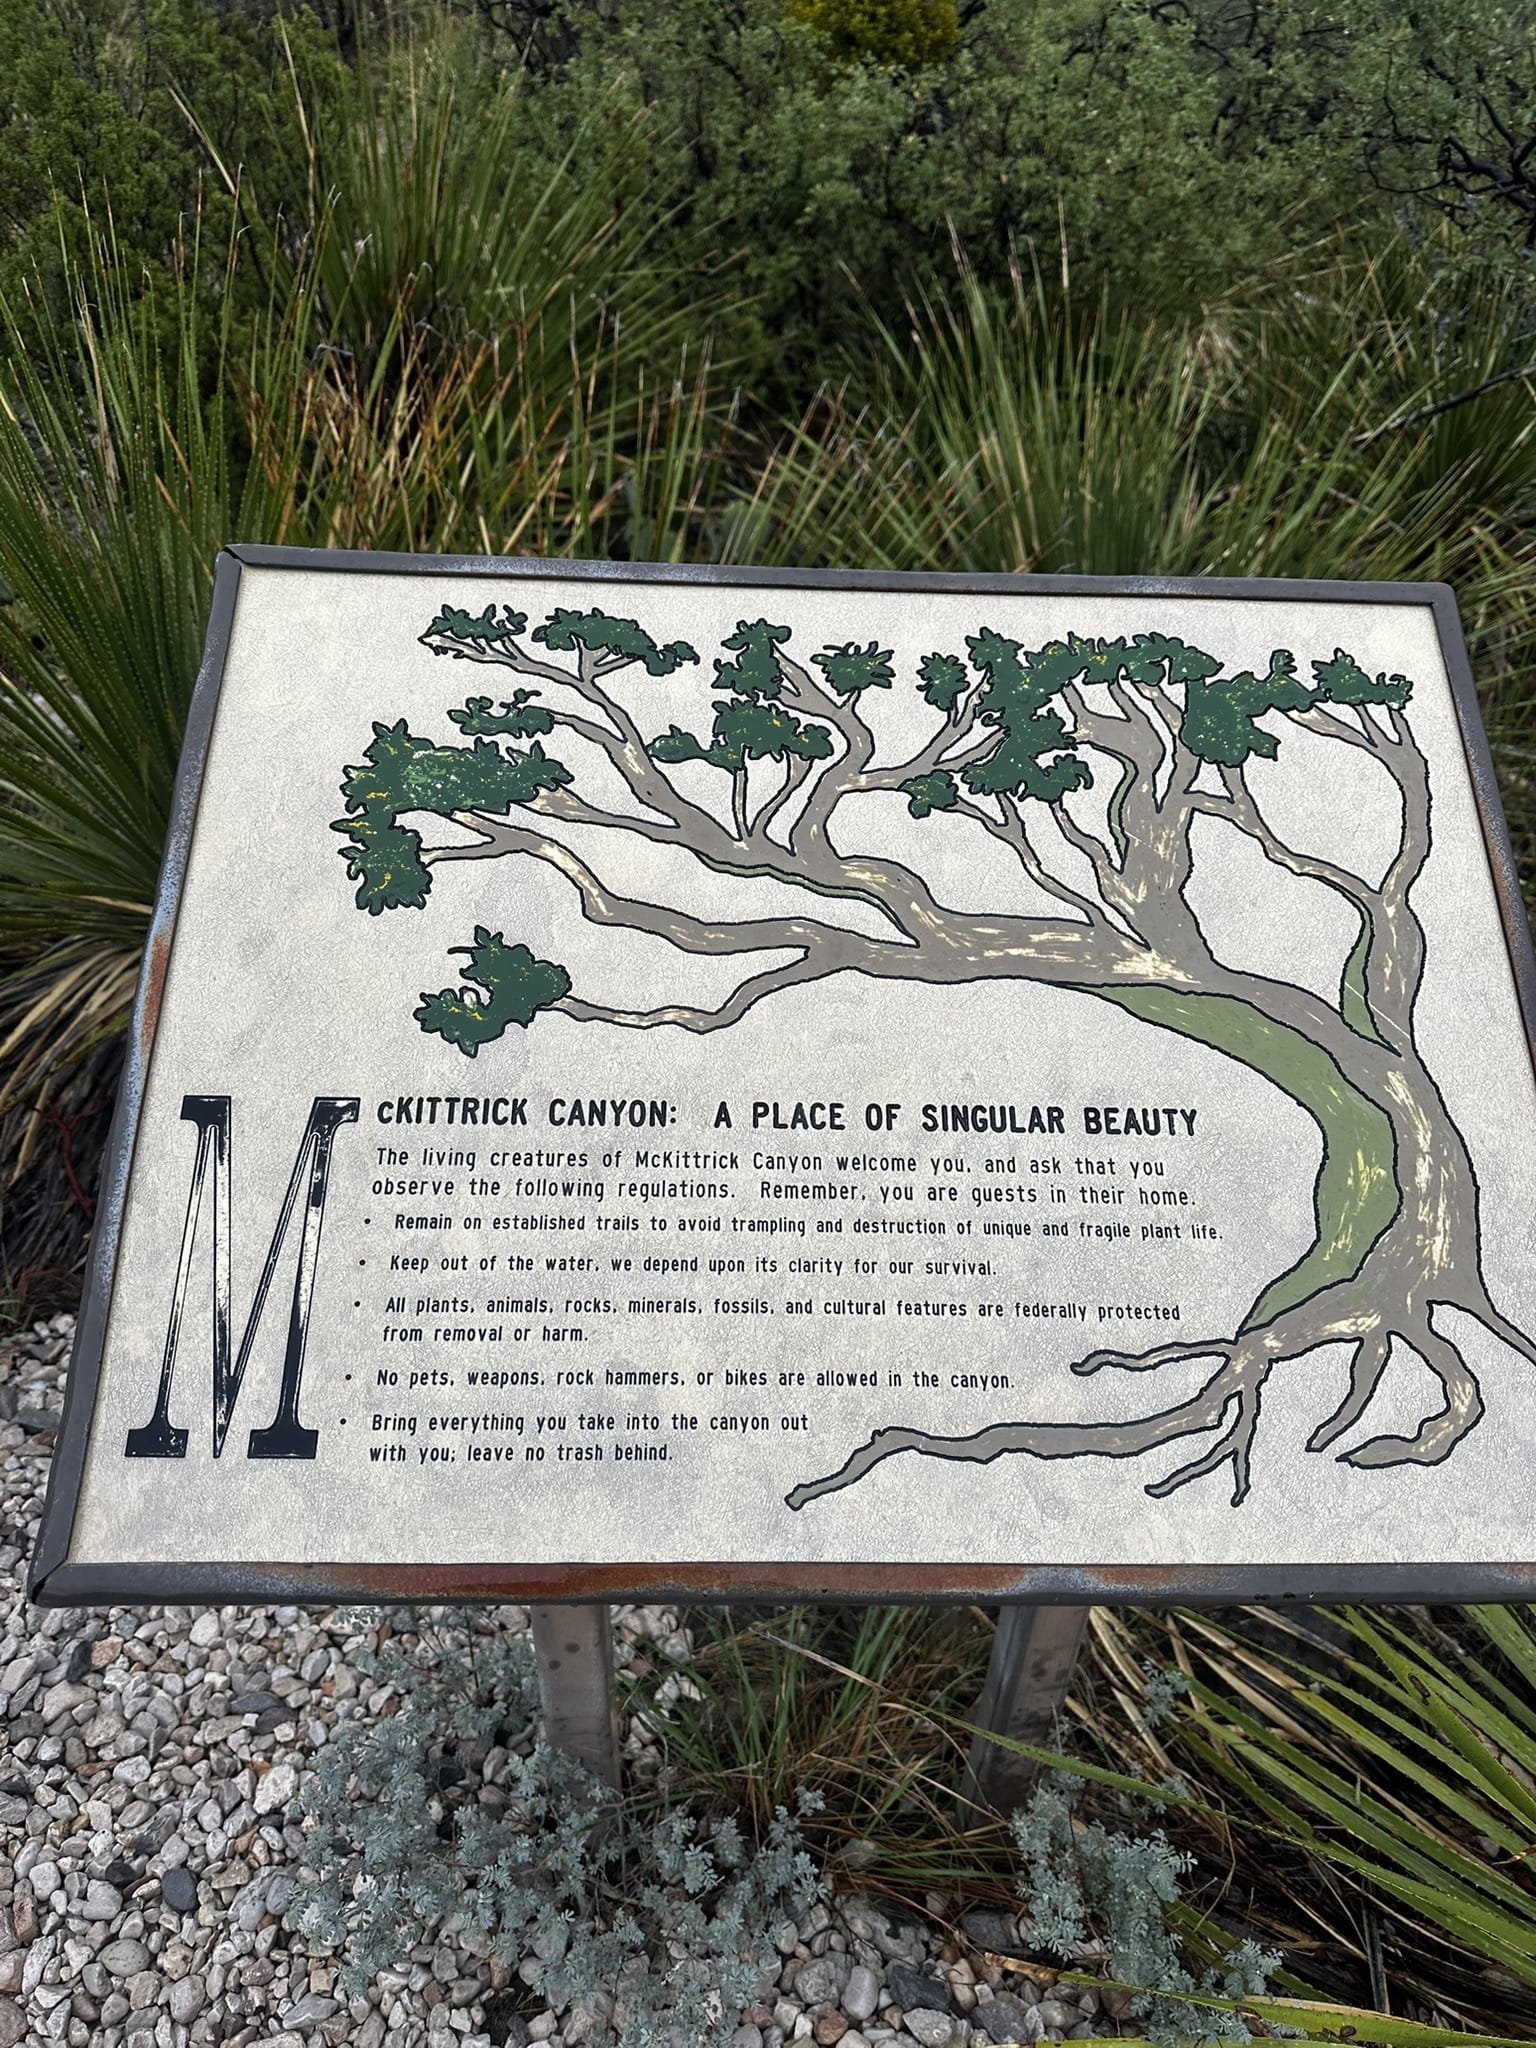 McKITTRICK CANYON: A PLACE OF SINGULAR BEAUTY
The living creatures of McKittrick Canyon welcome you, and ask that you
observe the following regulations. Remember, you are guests in their home.
• Remain on established trails to avoid trampling and destruction of unique and fragile plant life.
• Keep out of the water, we depend upon its clarity for our survival.
• All plants, animals, rocks, minerals, fossils, and cultural features are federally protected
from removal or harm.
• No pets, weapons, rock hammers, or bikes are allowed in the canyon.
• Bring everything you take into the canyon out
with you; leave no trash behind.